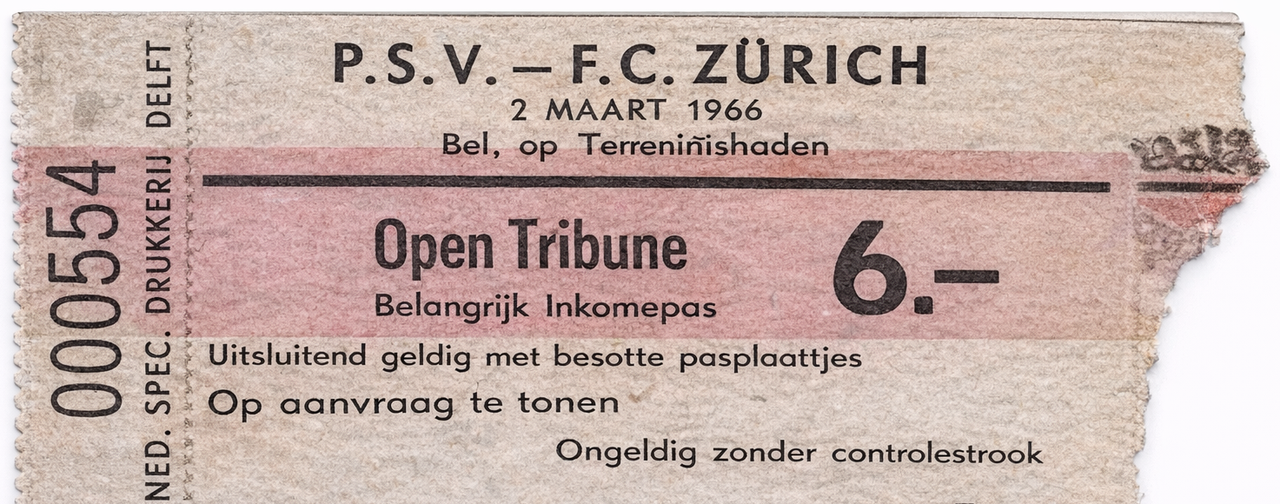 P.S.V. — F.C. ZÜRICH
2 MAART 1966
Bel, op Terreniñishaden
Open Tribune
6.—
Belangrijk Inkomepas
Uitsluitend geldig met besotte pasplaattjes
Op aanvraag te tonen
Ongeldig zonder controlestrook
000554
NED. SPEC. DRUKKERIJ DELFT